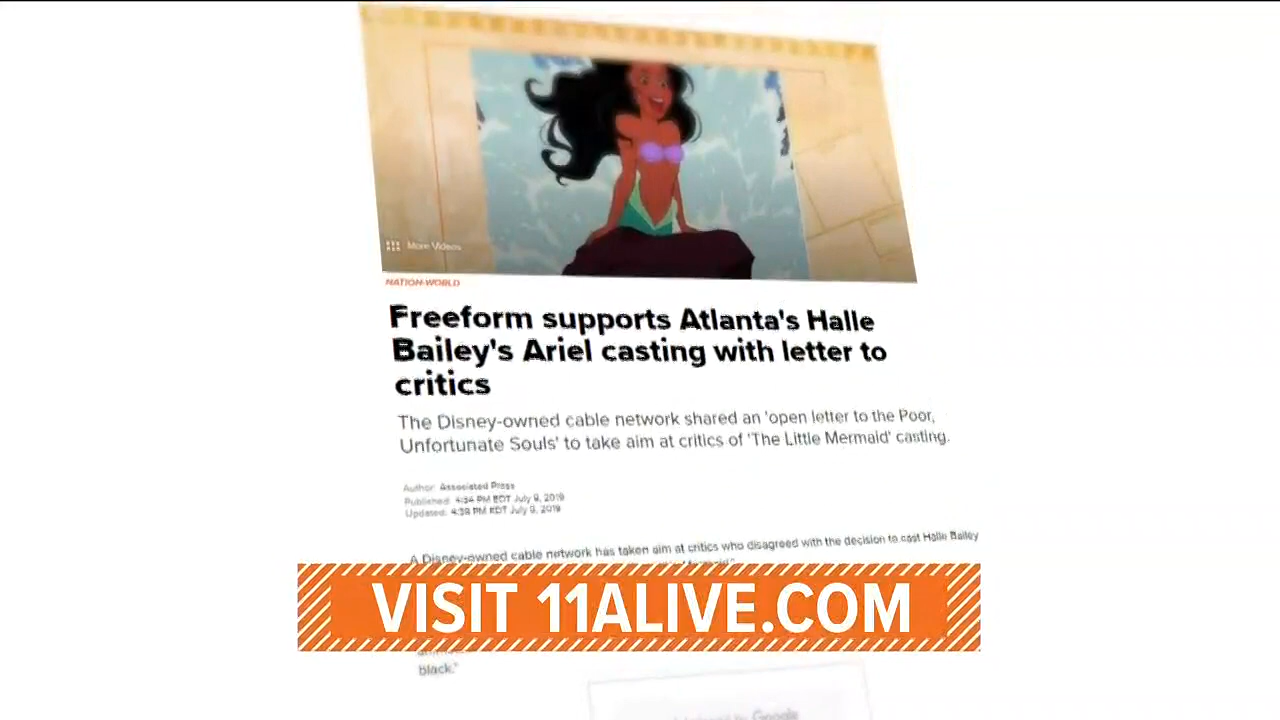 More Videos
NATION-WORLD
Freeform supports Atlanta's Halle
Bailey's Ariel casting with letter to
critics
The Disney-owned cable network shared an 'open letter to the Poor,
Unfortunate Souls' to take aim at critics of 'The Little Mermaid' casting.
Author: Associated Press
Published: 4:34 PM EDT July 9, 2019
Updated: 4:38 PM EDT July 9, 2019
A Disney-owned cable network has taken aim at critics who disagreed with the decision to cast Halle Bailey
VISIT 11ALIVE.COM
Black."
by Google